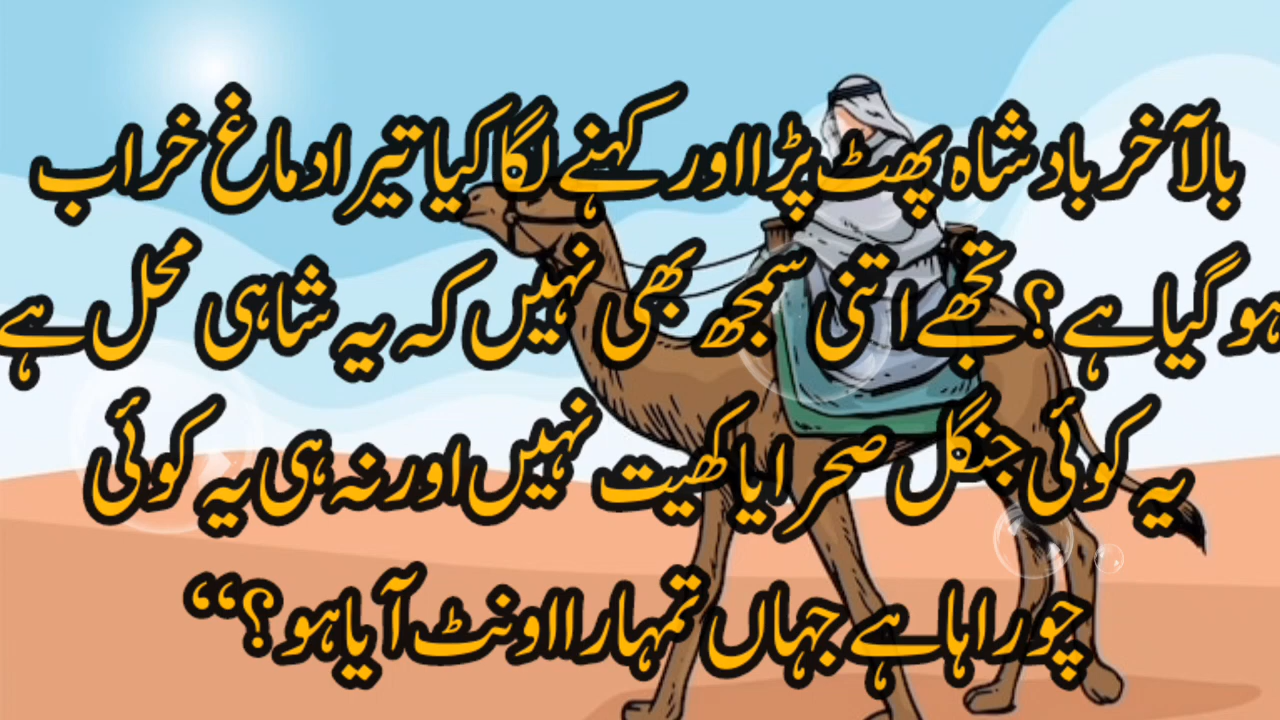 بالآخر بادشاہ پھٹ پڑا اور کہنے لگا کیا تیرا دماغ خراب
ہو گیا ہے ؟ تجھے اتنی سمجھ بھی نہیں کہ یہ شاہی محل ہے
یہ کوئی جنگل صحرا یا کھیت نہیں اور نہ ہی یہ کوئی
چوراہا ہے جہاں تمہارا اونٹ آیا ہو ؟“